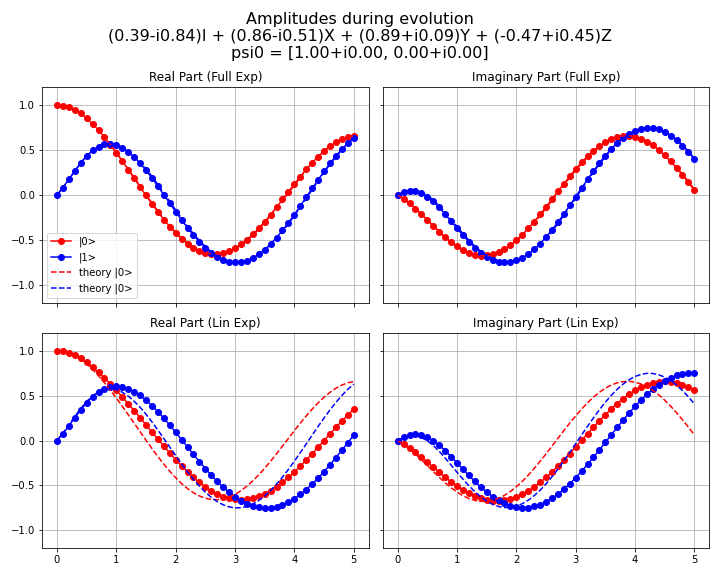 Amplitudes during evolution
(0.39-i0.84)I + (0.86-i0.51)X + (0.89+i0.09)Y + (-0.47+i0.45)Z
psi0 = [1.00+i0.00, 0.00+i0.00]
Real Part (Full Exp)
Imaginary Part (Full Exp)
1.0
0.5
0.0
−0.5
−1.0
|0>
|1>
theory |0>
theory |0>
Real Part (Lin Exp)
Imaginary Part (Lin Exp)
1.0
0.5
0.0
−0.5
−1.0
0 1 2 3 4 5
0 1 2 3 4 5